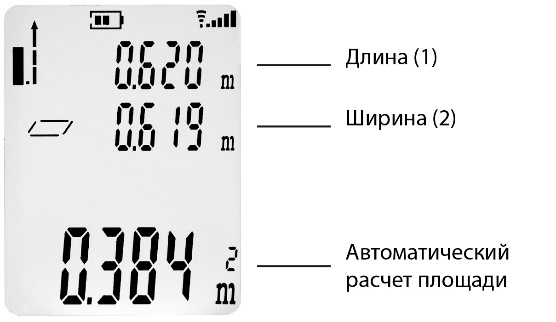 0.620 m
Длина (1)
0.619 m
Ширина (2)
0.384 m2
Автоматический
расчет площади